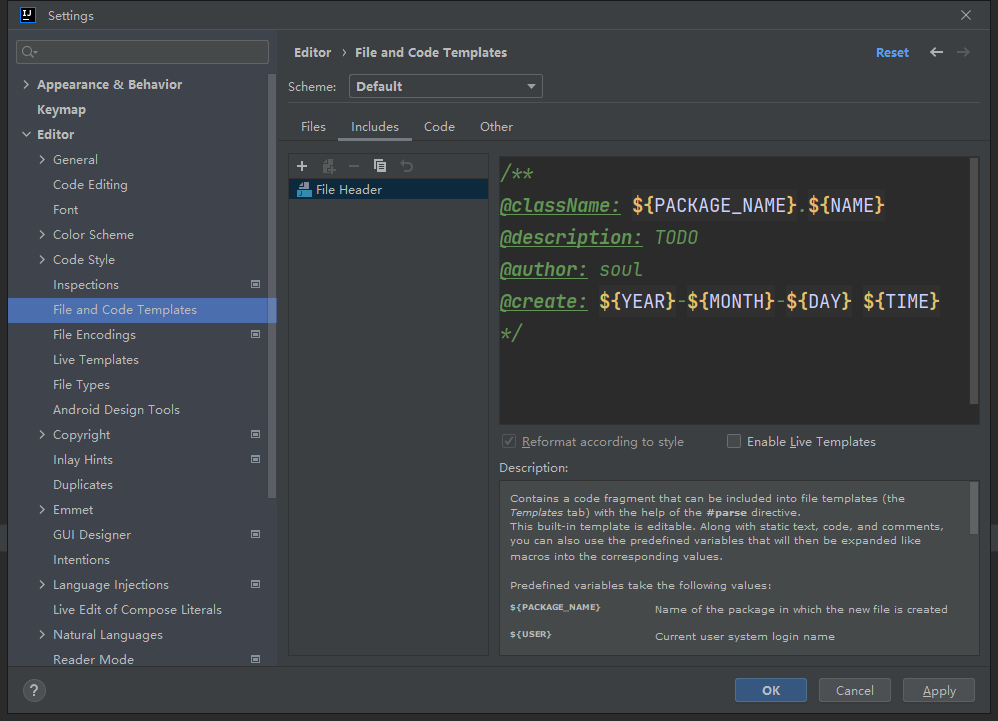 IJ Settings
Editor › File and Code Templates Reset
Scheme: Default
Appearance & Behavior
Keymap
Editor
General
Code Editing
Font
Color Scheme
Code Style
Inspections
File and Code Templates
File Encodings
Live Templates
File Types
Android Design Tools
Copyright
Inlay Hints
Duplicates
Emmet
GUI Designer
Intentions
Language Injections
Live Edit of Compose Literals
Natural Languages
Reader Mode
Files Includes Code Other
File Header
/**
@className: ${PACKAGE_NAME}.${NAME}
@description: TODO
@author: soul
@create: ${YEAR}-${MONTH}-${DAY} ${TIME}
*/
Reformat according to style Enable Live Templates
Description:
Contains a code fragment that can be included into file templates (the
Templates tab) with the help of the #parse directive.
This built-in template is editable. Along with static text, code, and comments,
you can also use the predefined variables that will then be expanded like
macros into the corresponding values.
Predefined variables take the following values:
${PACKAGE_NAME} Name of the package in which the new file is created
${USER} Current user system login name
? OK Cancel Apply